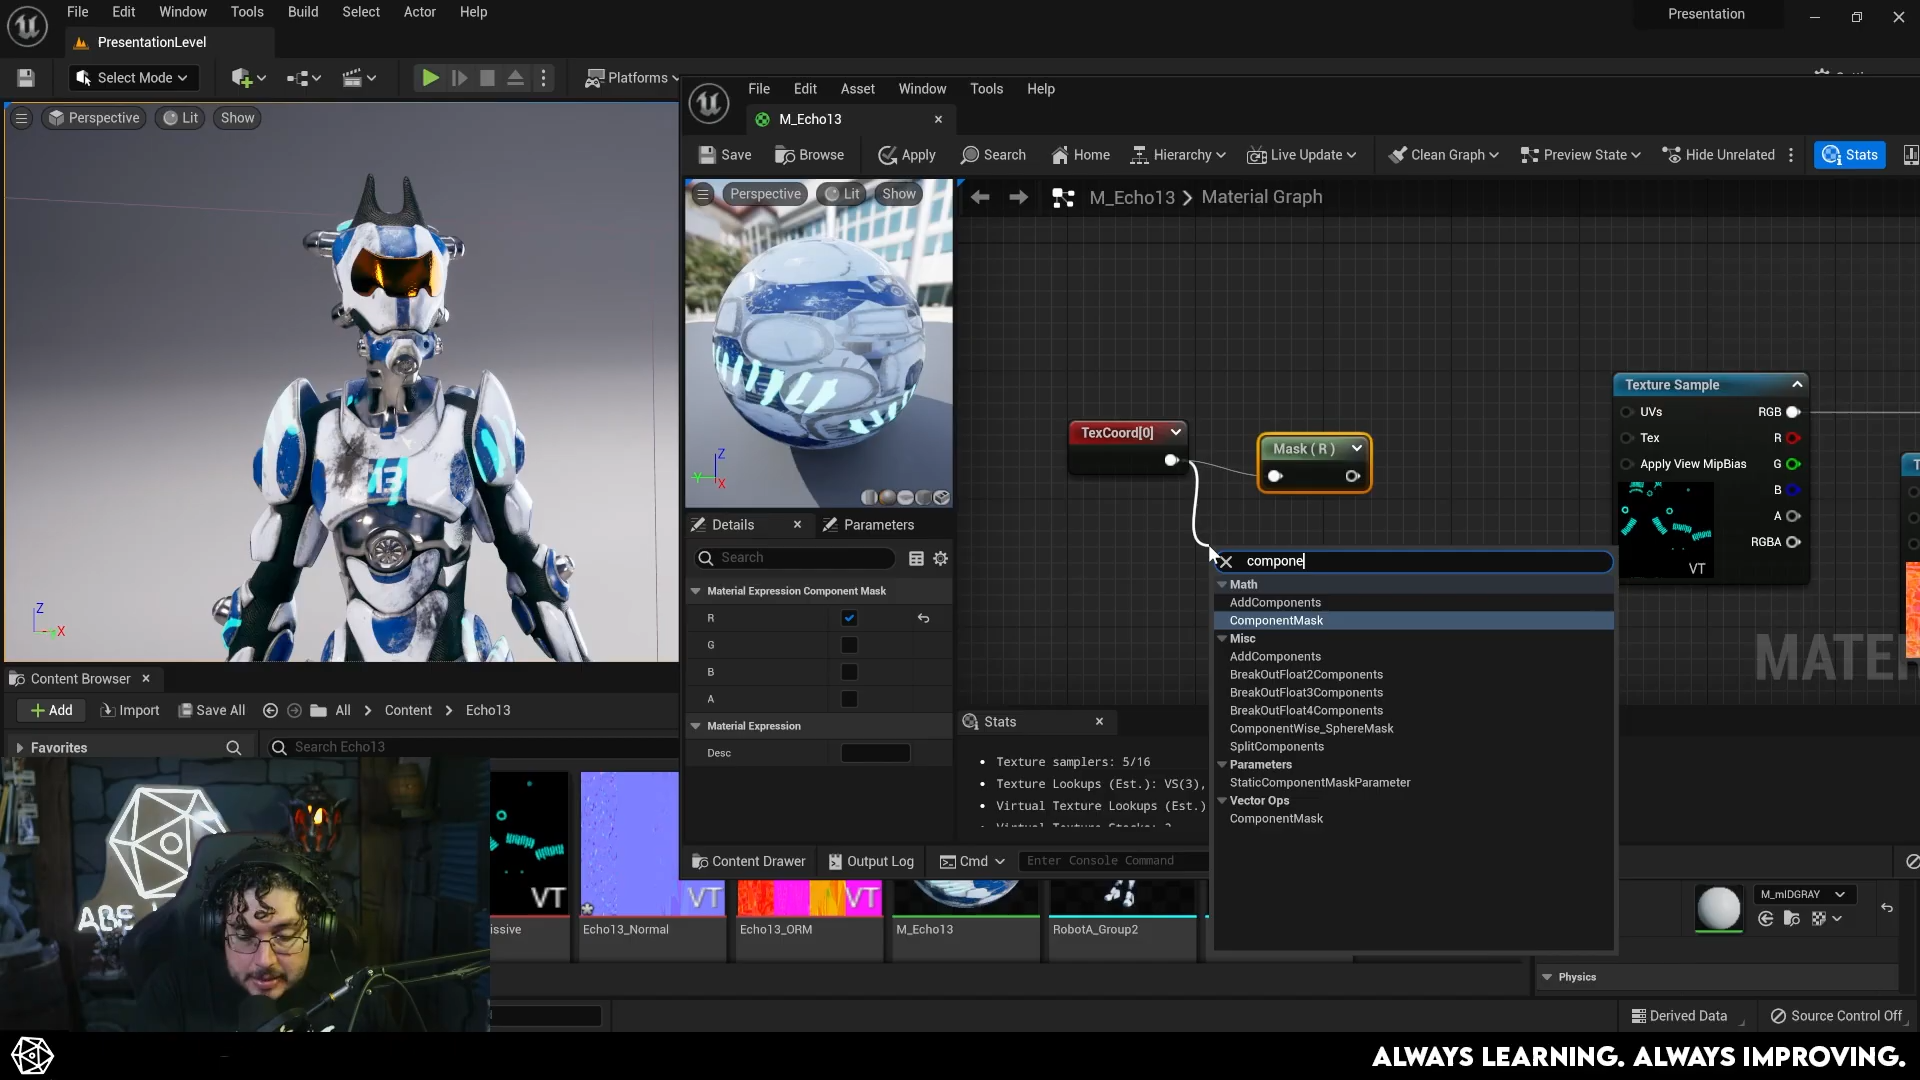 File Edit Window Tools Build Select Actor Help
Presentation
PresentationLevel
Select Mode
Platforms
Perspective Lit Show
File Edit Asset Window Tools Help
M_Echo13
Save Browse Apply Search Home Hierarchy Live Update Clean Graph Preview State Hide Unrelated Stats
Perspective Lit Show
M_Echo13 > Material Graph
TexCoord[0]
Mask ( R )
Texture Sample
UVs RGB
Tex R
Apply View MipBias G
B
A
RGBA
VT
13
Z
Y
X
Z
X
Details
Parameters
Search
Material Expression Component Mask
R
G
B
A
Material Expression
Desc
compone
Math
AddComponents
ComponentMask
Misc
AddComponents
BreakOutFloat2Components
BreakOutFloat3Components
BreakOutFloat4Components
ComponentWise_SphereMask
SplitComponents
Parameters
StaticComponentMaskParameter
Vector Ops
ComponentMask
MATE
Stats
Texture samplers: 5/16
Texture Lookups (Est.): VS(3),
Virtual Texture Lookups (Est.)
Content Drawer Output Log Cmd Enter Console Command
Content Browser
Add Import Save All All > Content > Echo13
Favorites
Search Echo13
VT
VT
VT
issive
Echo13_Normal
Echo13_ORM
M_Echo13
RobotA_Group2
M_mIDGRAY
Physics
Derived Data
Source Control Off
ALWAYS LEARNING. ALWAYS IMPROVING.